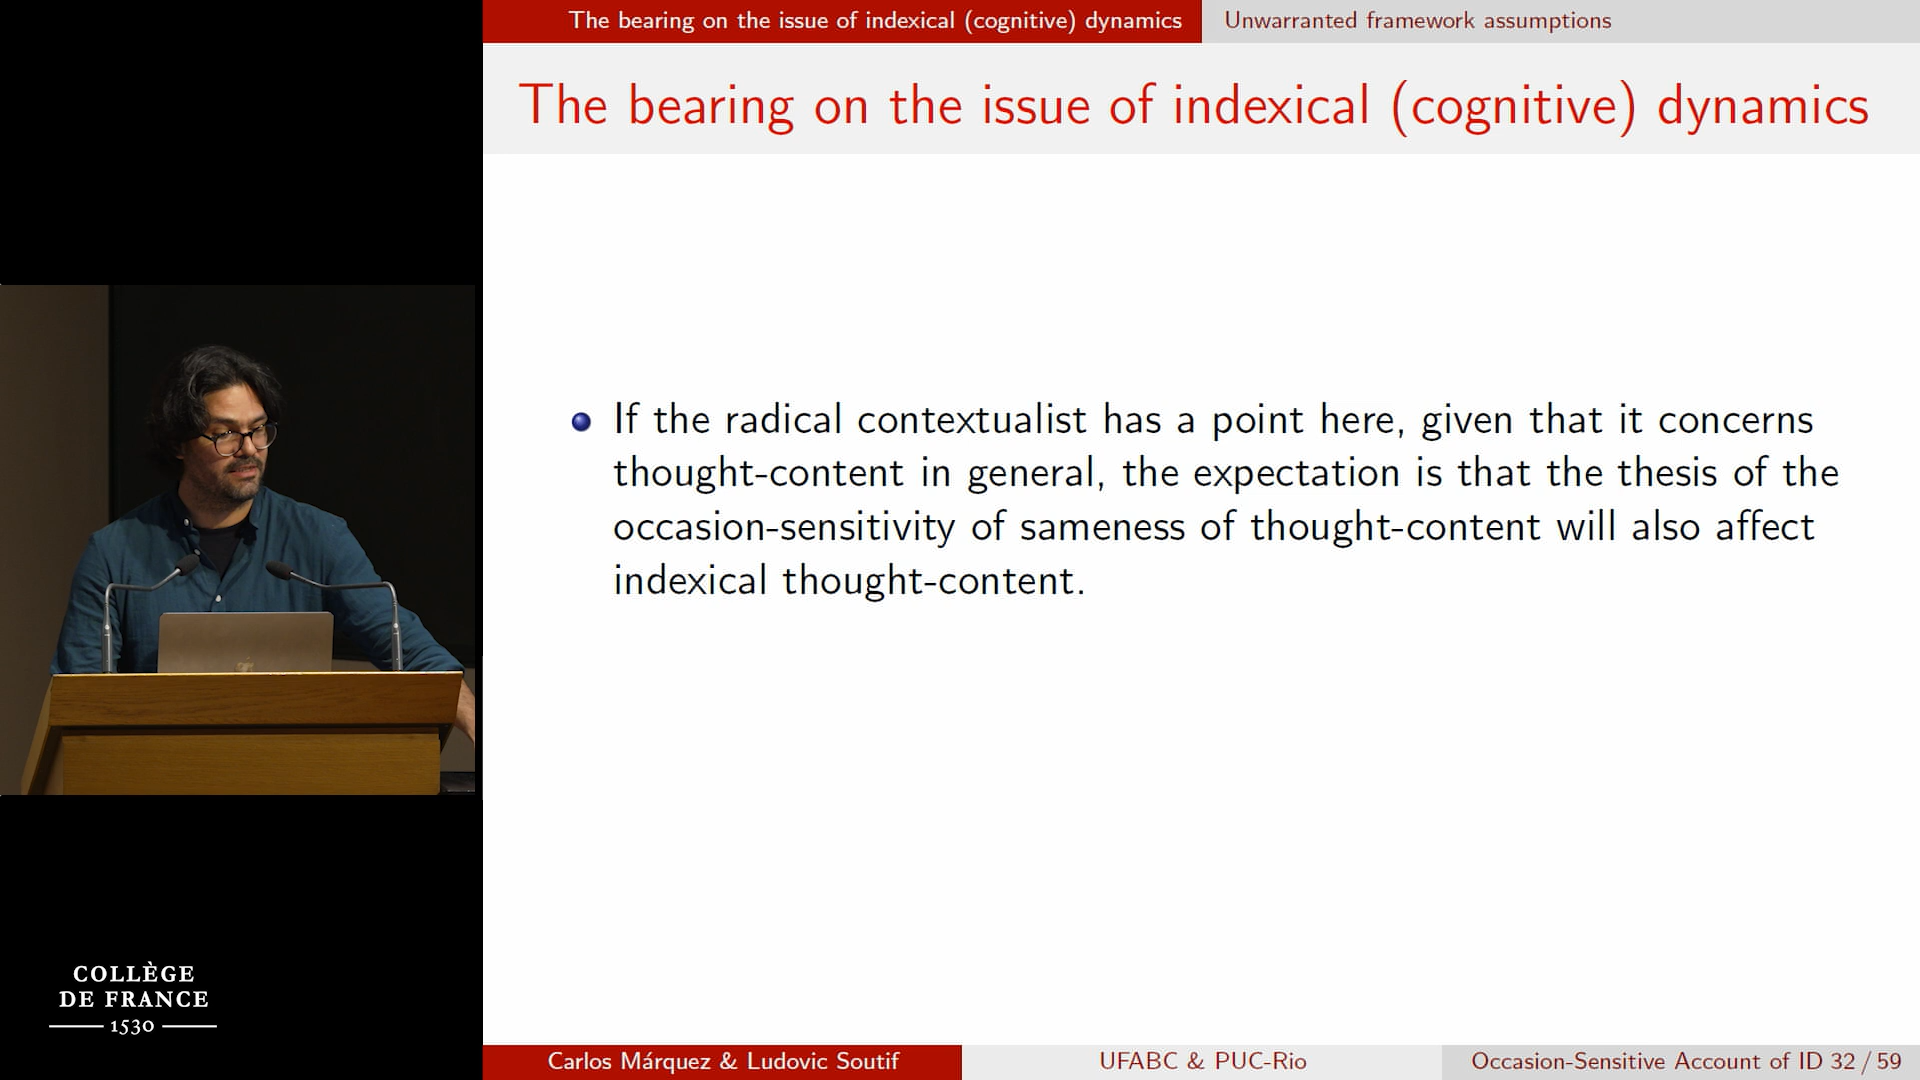 The bearing on the issue of indexical (cognitive) dynamics
Unwarranted framework assumptions
The bearing on the issue of indexical (cognitive) dynamics
If the radical contextualist has a point here, given that it concerns
thought-content in general, the expectation is that the thesis of the
occasion-sensitivity of sameness of thought-content will also affect
indexical thought-content.
COLLÈGE
DE FRANCE
1530
Carlos Márquez & Ludovic Soutif
UFABC & PUC-Rio
Occasion-Sensitive Account of ID 32 / 59